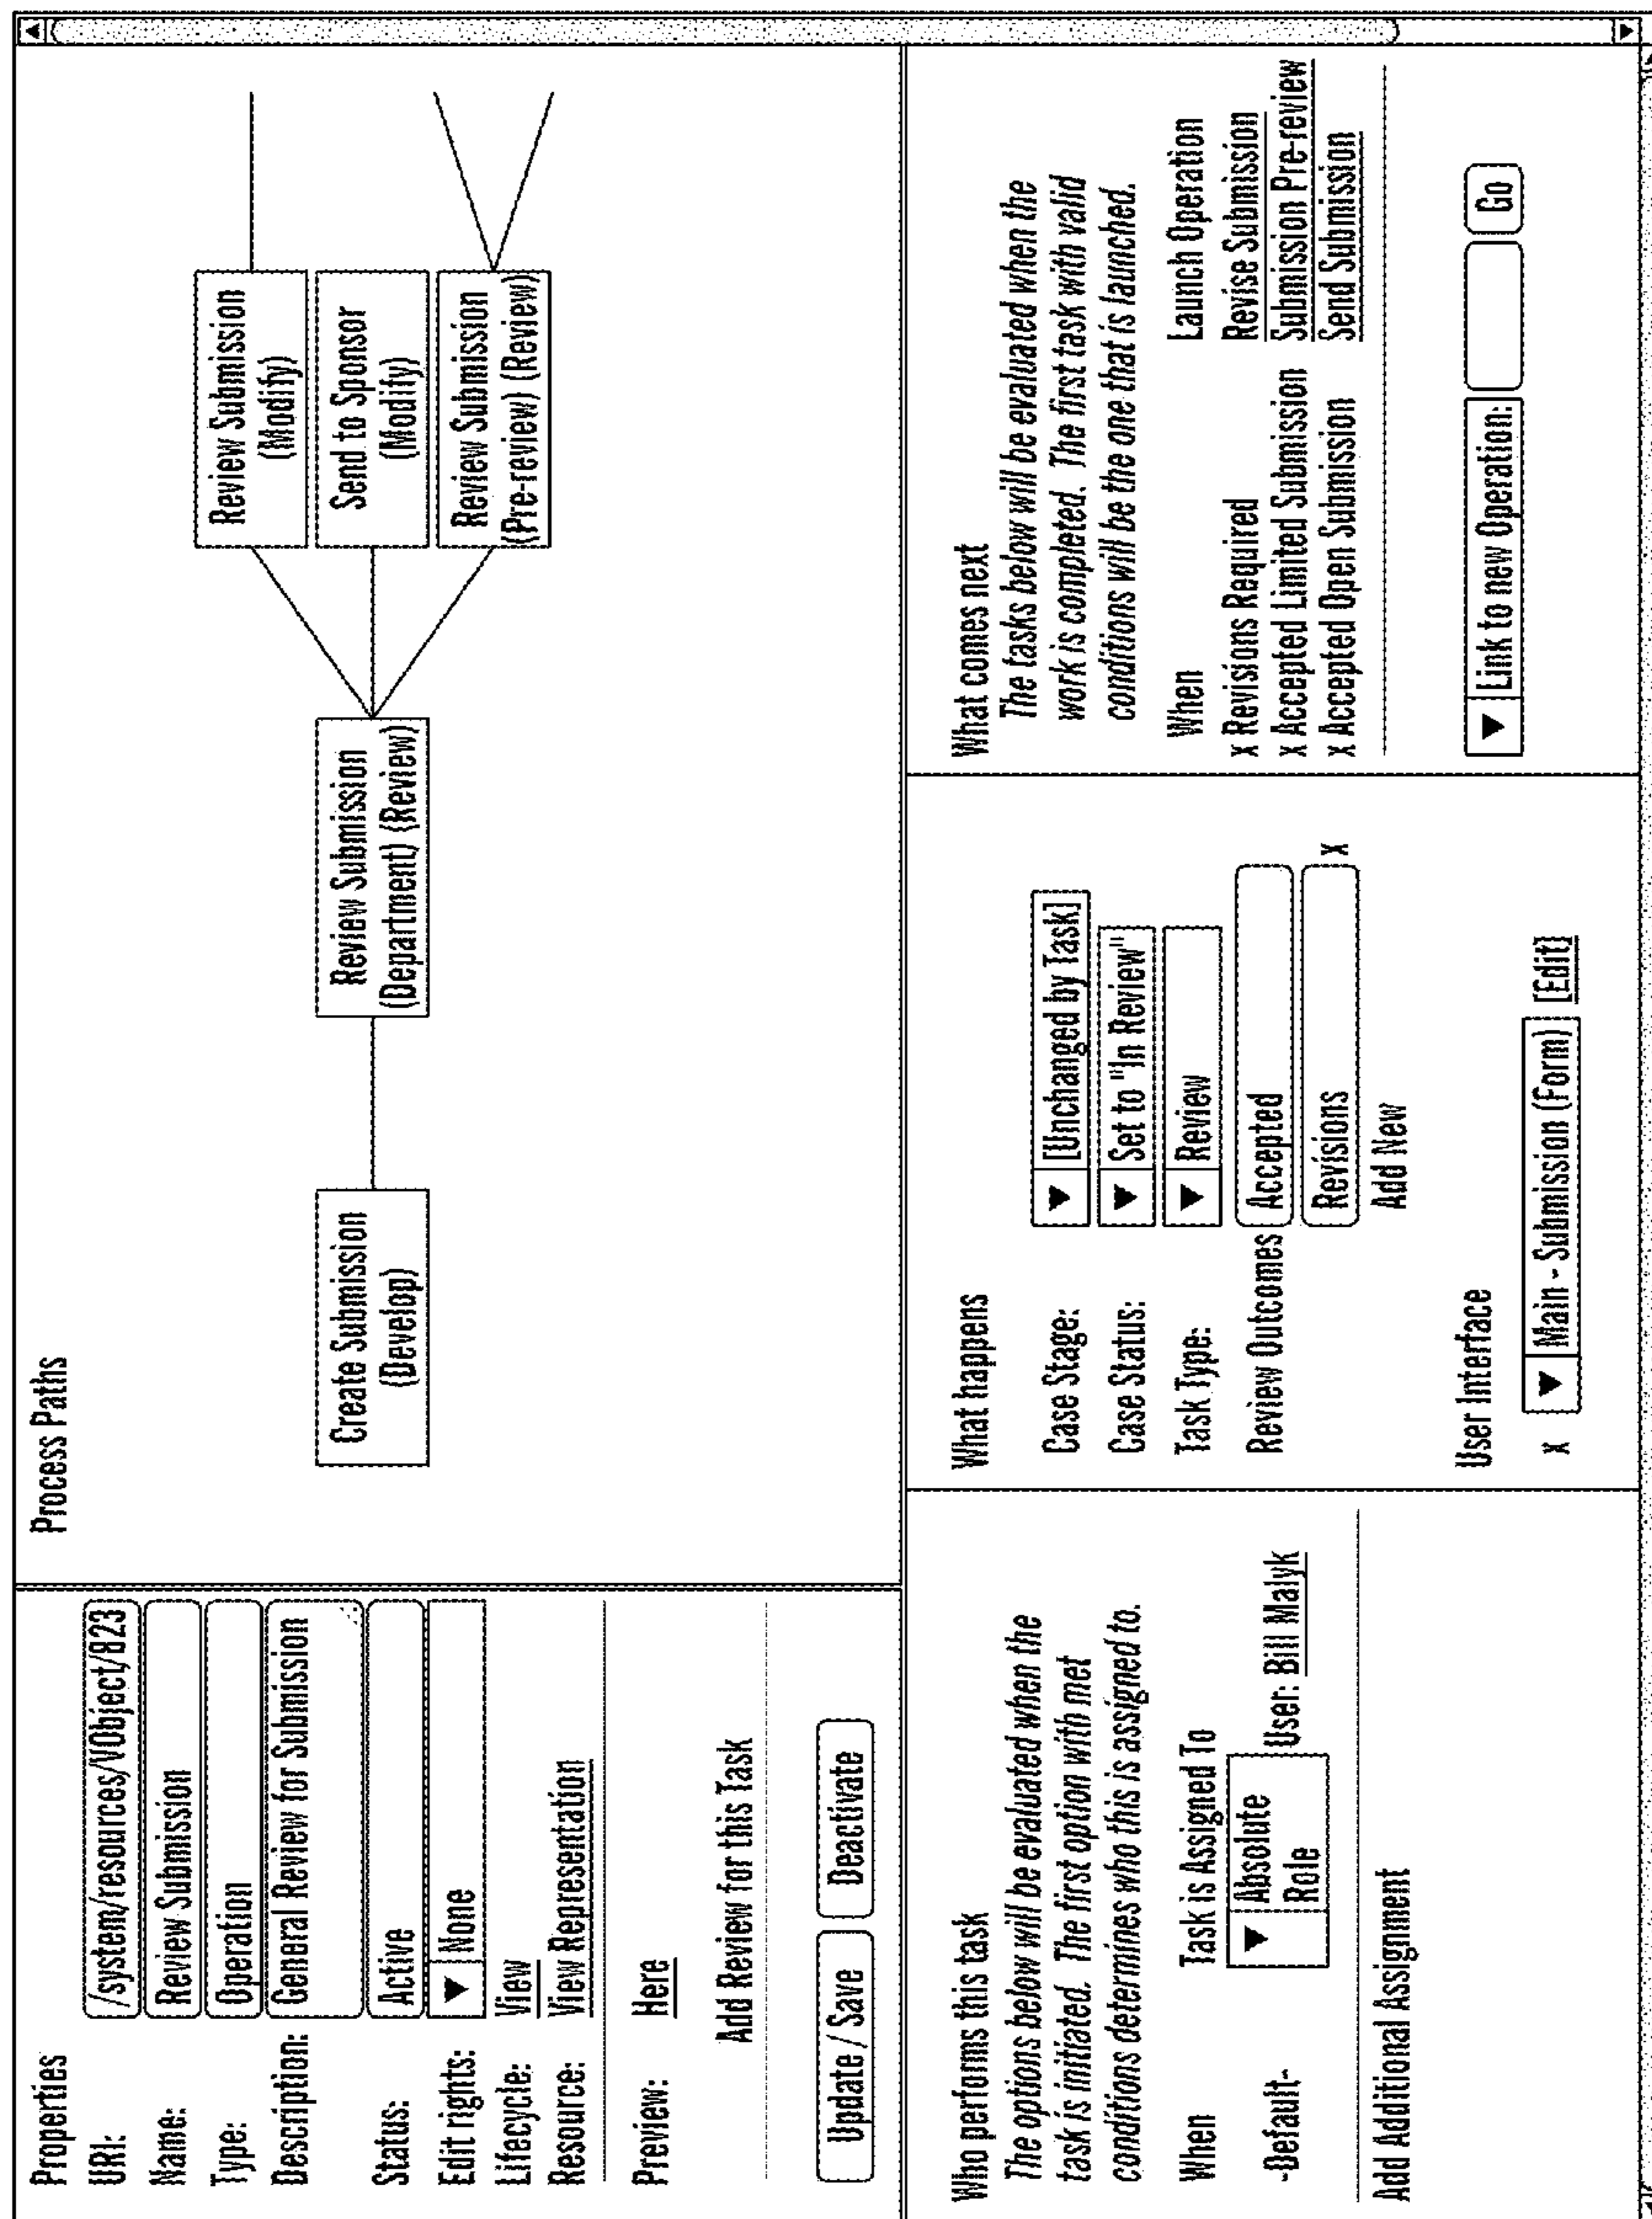 Properties
URI: /system/resources/VObject/823
Name: Review Submission
Type: Operation
Description: General Review for Submission
Status: Active
Edit rights: ▼ None
Lifecycle: View
Resource: View Representation
Preview: Here
Add Review for this Task
Update / Save Deactivate
Process Paths
Create Submission
(Develop)
Review Submission
(Department) (Review)
Review Submission
(Modify)
Send to Sponsor
(Modify)
Review Submission
(Pre-review) (Review)
Who performs this task
The options below will be evaluated when the
task is initiated. The first option with met
conditions determines who this is assigned to.
When Task is Assigned To
-Default- ▼ Absolute User: Bill Malyk
Role
Add Additional Assignment
What happens
Case Stage: ▼ [Unchanged by Task]
Case Status: ▼ Set to "In Review"
Task Type: ▼ Review
Review Outcomes Accepted
Revisions x
Add New
User Interface
x ▼ Main - Submission (Form) [Edit]
What comes next
The tasks below will be evaluated when the
work is completed. The first task with valid
conditions will be the one that is launched.
When Launch Operation
x Revisions Required Revise Submission
x Accepted Limited Submission Submission Pre-review
x Accepted Open Submission Send Submission
▼ Link to new Operation: Go